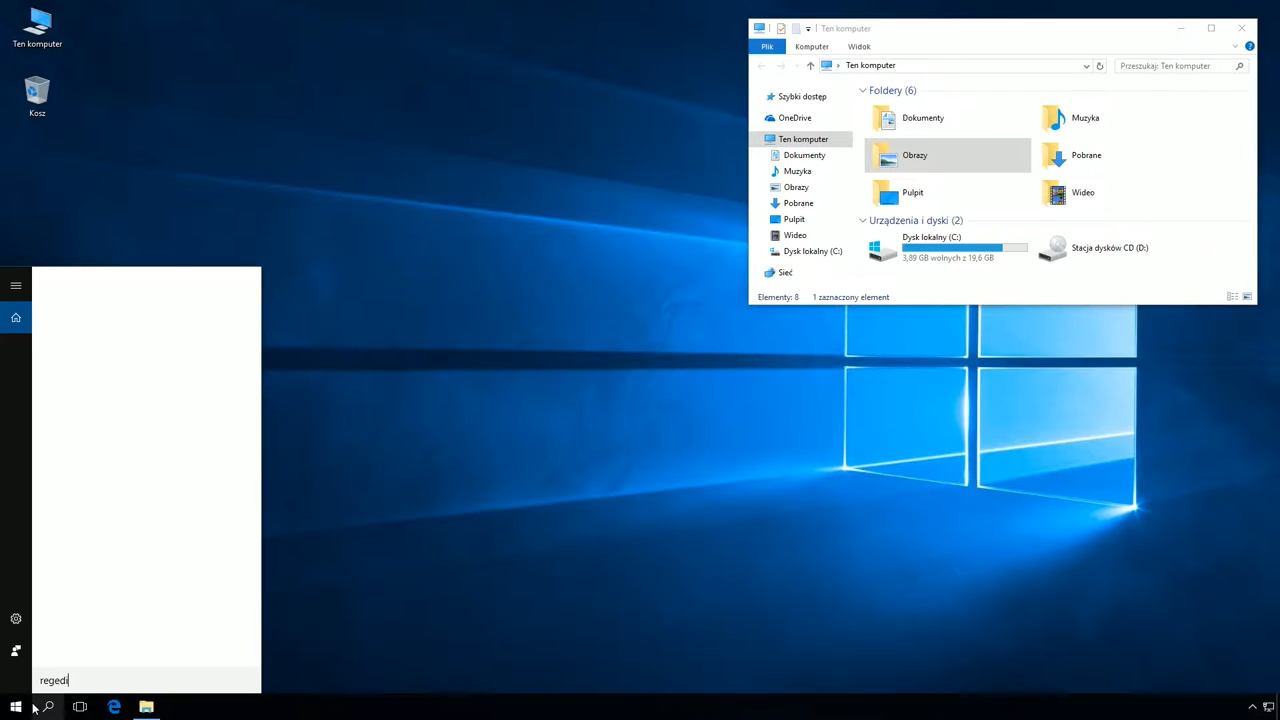 Ten komputer
Kosz
Ten komputer
Plik
Komputer
Widok
Ten komputer
Przeszukaj: Ten komputer
Szybki dostęp
OneDrive
Ten komputer
Dokumenty
Muzyka
Obrazy
Pobrane
Pulpit
Wideo
Dysk lokalny (C:)
Sieć
Foldery (6)
Dokumenty
Muzyka
Obrazy
Pobrane
Pulpit
Wideo
Urządzenia i dyski (2)
Dysk lokalny (C:)
3,89 GB wolnych z 19,6 GB
Stacja dysków CD (D:)
Elementy: 8
1 zaznaczony element
regedi